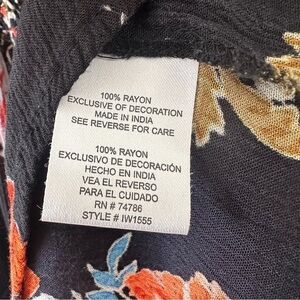 100% RAYON
EXCLUSIVE OF DECORATION
MADE IN INDIA
SEE REVERSE FOR CARE
100% RAYON
EXCLUSIVO DE DECORACIÓN
HECHO EN INDIA
VEA EL REVERSO
PARA EL CUIDADO
RN # 74786
STYLE # IW1555